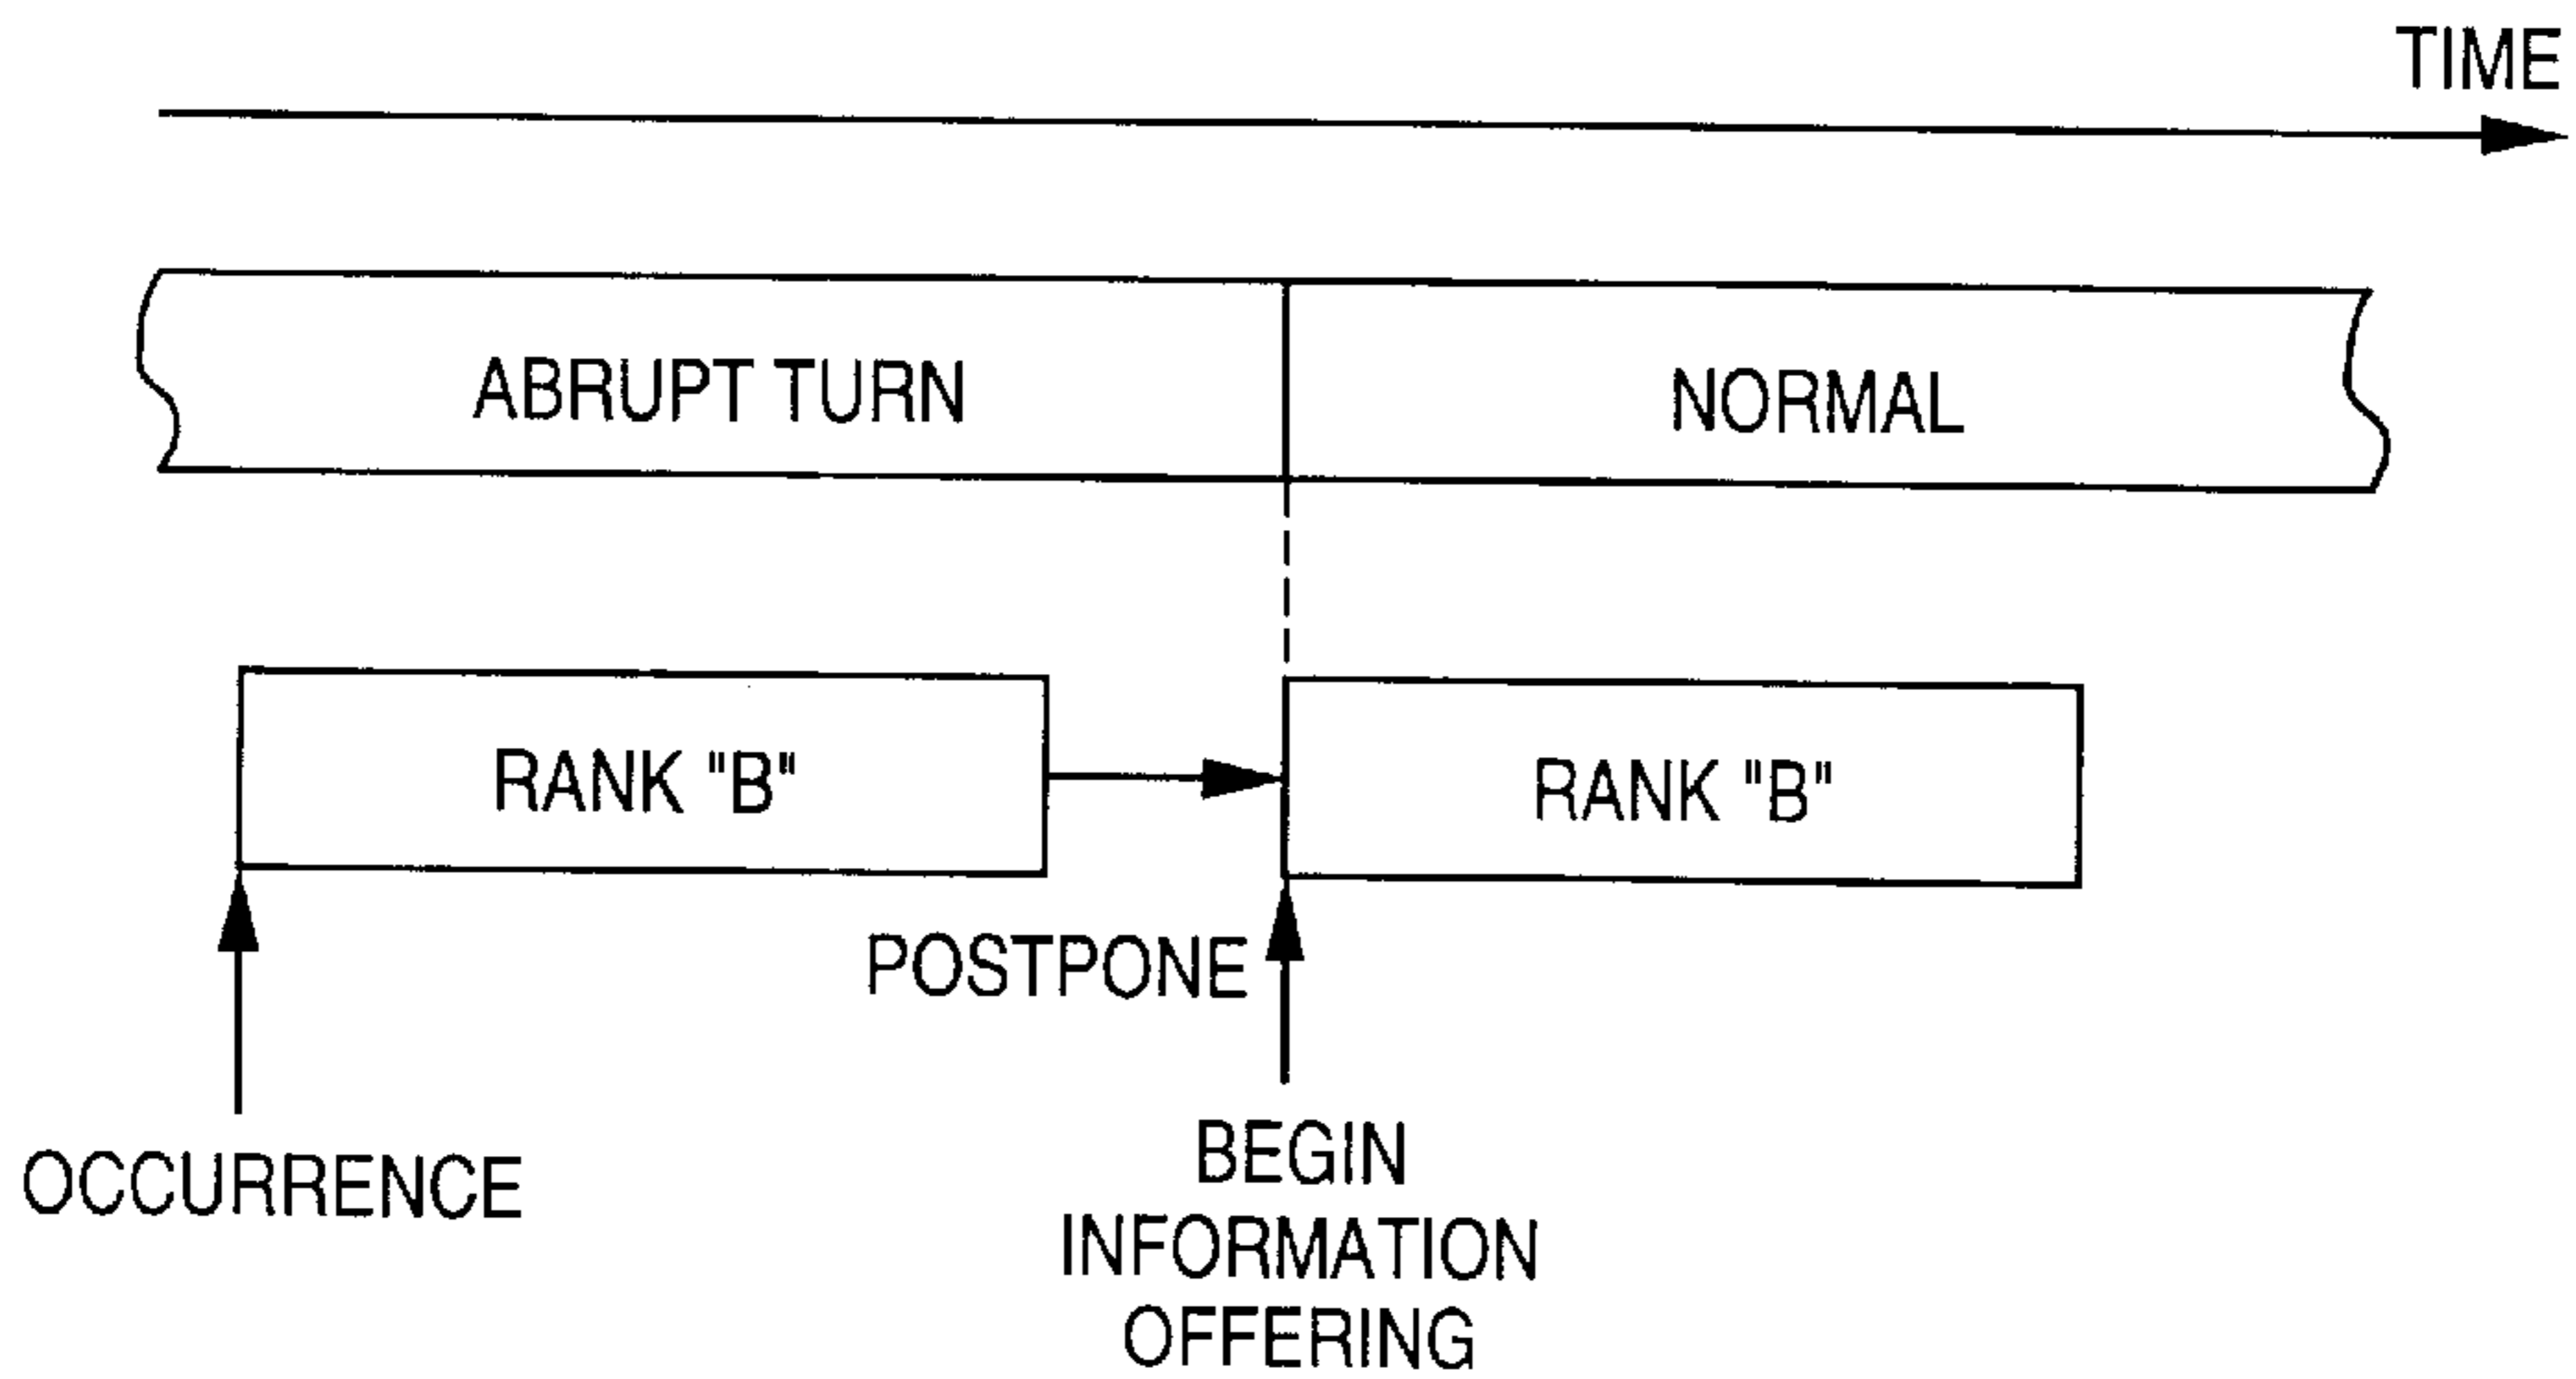 TIME
ABRUPT TURN
NORMAL
RANK "B"
RANK "B"
POSTPONE
OCCURRENCE
BEGIN
INFORMATION
OFFERING